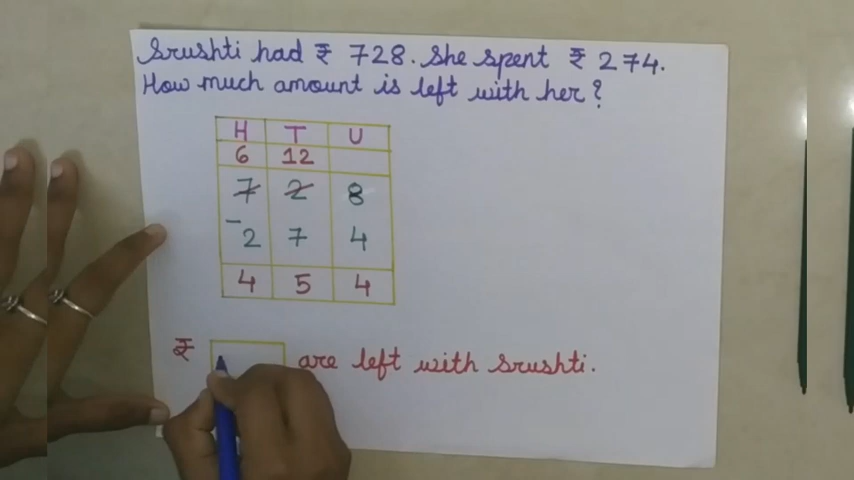 Srushti had ₹ 728. She spent ₹ 274.
How much amount is left with her?
H T U
6 12
7 2 8
- 2 7 4
4 5 4
₹ are left with Srushti.